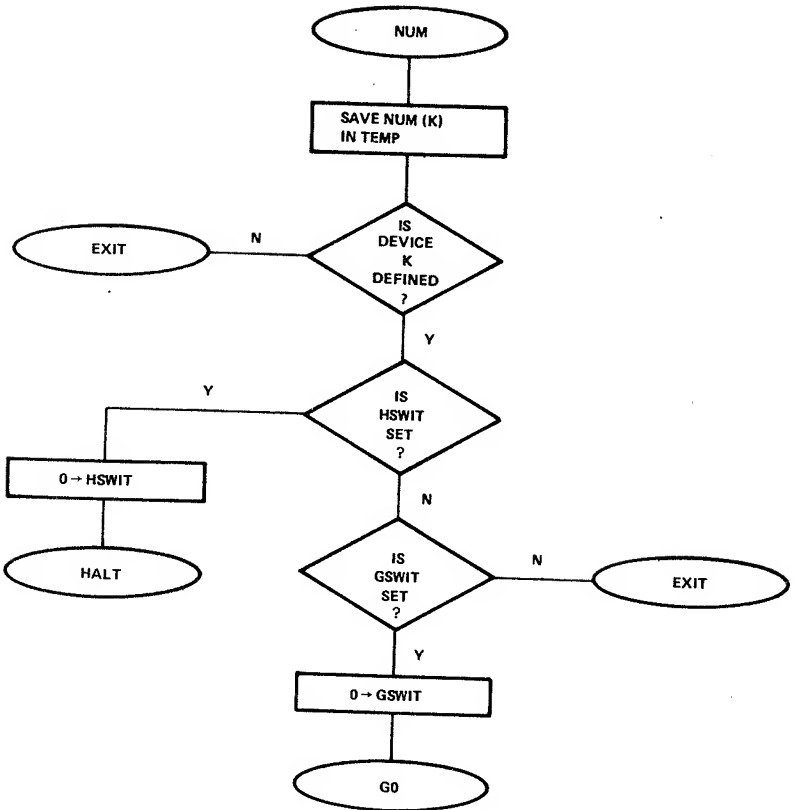 NUM
SAVE NUM (K)
IN TEMP
IS
DEVICE
K
DEFINED
?
N
EXIT
Y
IS
HSWIT
SET
?
Y
0→HSWIT
HALT
N
IS
GSWIT
SET
?
N
EXIT
Y
0→GSWIT
G0